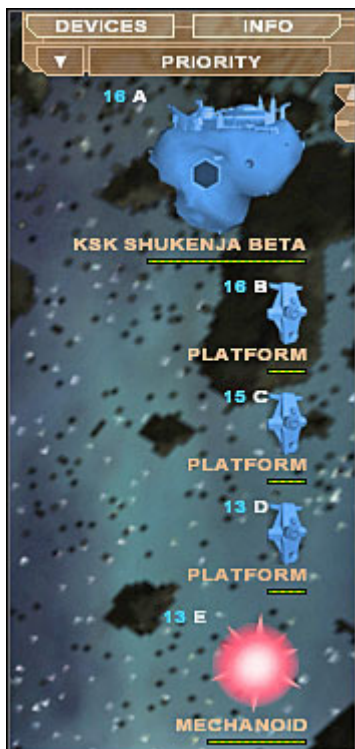 DEVICES INFO
▼ PRIORITY
16 A
KSK SHUKENJA BETA
16 B
PLATFORM
15 C
PLATFORM
13 D
PLATFORM
13 E
MECHANOID